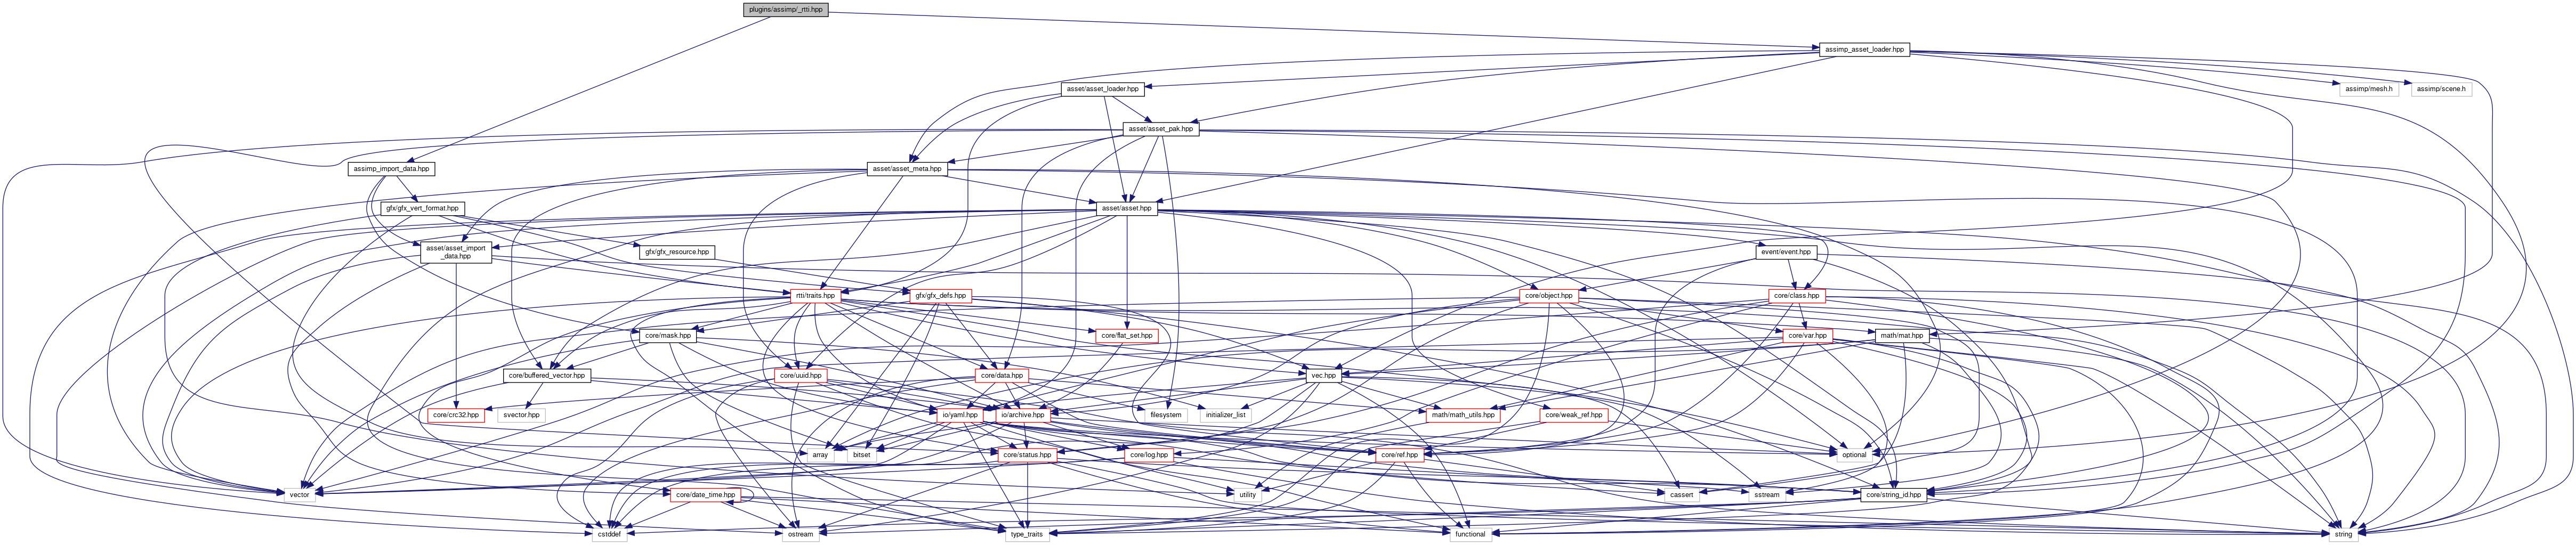 plugins/assimp/_rtti.hpp
assimp_asset_loader.hpp
asset/asset_loader.hpp
assimp/mesh.h
assimp/scene.h
asset/asset_pak.hpp
assimp_import_data.hpp
asset/asset_meta.hpp
gfx/gfx_vert_format.hpp
asset/asset.hpp
asset/asset_import
_data.hpp
gfx/gfx_resource.hpp
event/event.hpp
rtti/traits.hpp
gfx/gfx_defs.hpp
core/object.hpp
core/class.hpp
core/mask.hpp
core/flat_set.hpp
core/var.hpp
math/mat.hpp
core/buffered_vector.hpp
core/uuid.hpp
core/data.hpp
vec.hpp
core/crc32.hpp
svector.hpp
io/yaml.hpp
io/archive.hpp
filesystem
initializer_list
math/math_utils.hpp
core/weak_ref.hpp
array
bitset
core/status.hpp
core/log.hpp
core/ref.hpp
optional
vector
core/date_time.hpp
utility
cassert
sstream
core/string_id.hpp
cstddef
ostream
type_traits
functional
string